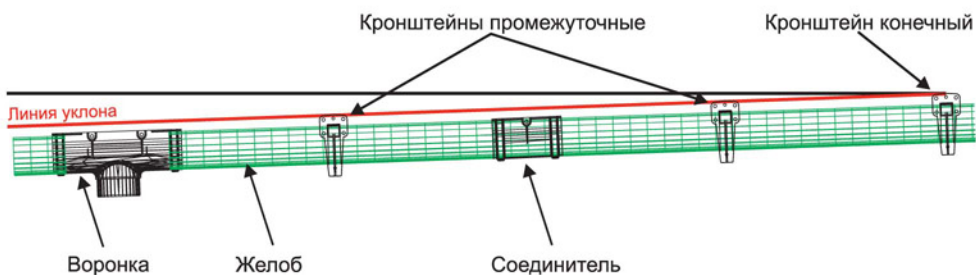 Кронштейны промежуточные
Кронштейн конечный
Линия уклона
Воронка
Желоб
Соединитель